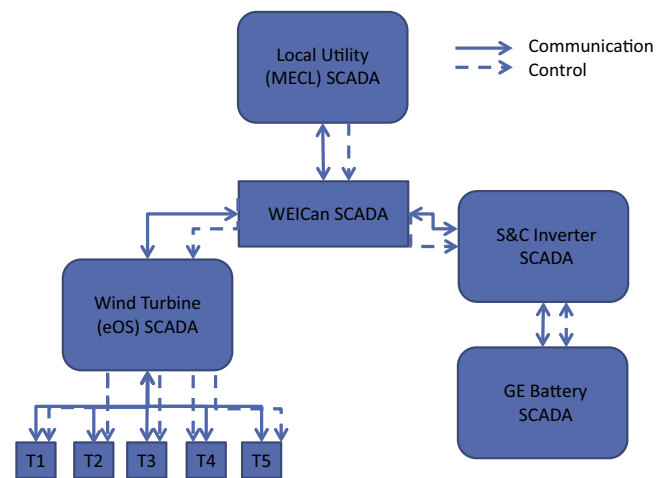 Local Utility
(MECL) SCADA
Communication
Control
WEICan SCADA
S&C Inverter
SCADA
Wind Turbine
(eOS) SCADA
GE Battery
SCADA
T1
T2
T3
T4
T5